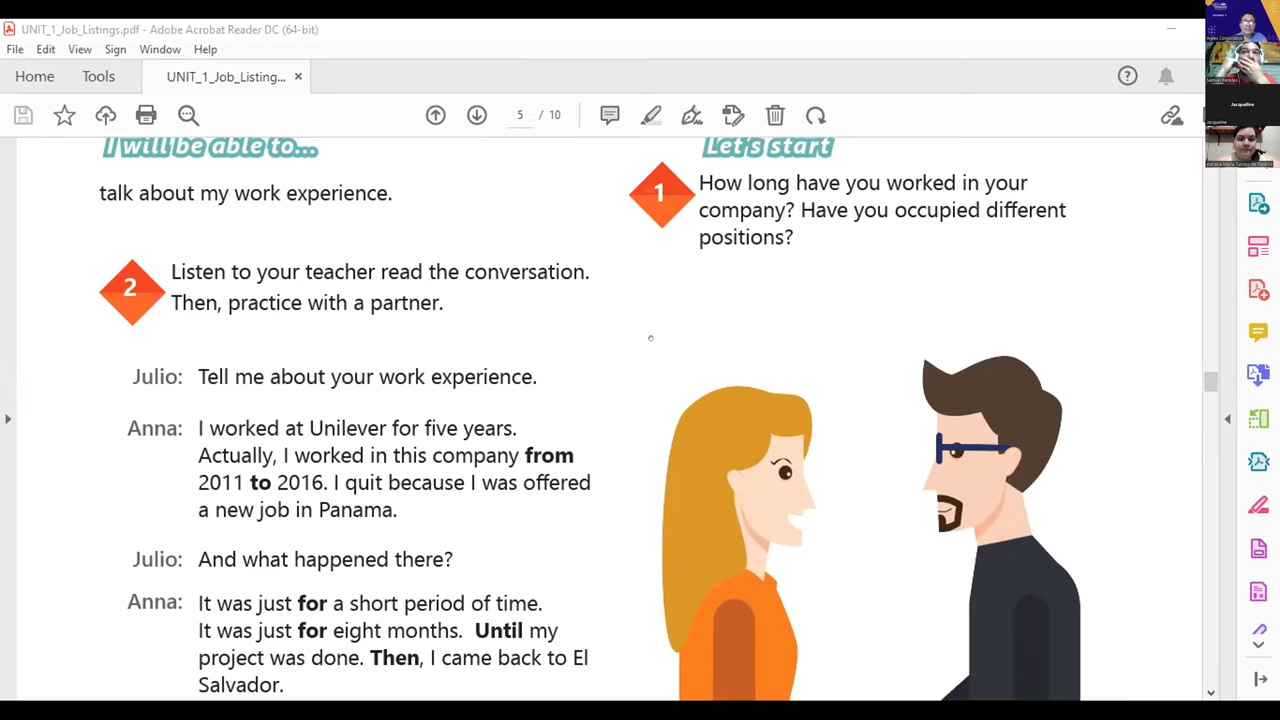 UNIT_1_Job_Listings.pdf - Adobe Acrobat Reader DC (64-bit)
File Edit View Sign Window Help
Home Tools UNIT_1_Job_Listing... ×
5 / 10
I will be able to...
talk about my work experience.
2
Listen to your teacher read the conversation.
Then, practice with a partner.
Julio: Tell me about your work experience.
Anna: I worked at Unilever for five years.
Actually, I worked in this company from
2011 to 2016. I quit because I was offered
a new job in Panama.
Julio: And what happened there?
Anna: It was just for a short period of time.
It was just for eight months. Until my
project was done. Then, I came back to El
Salvador.
Let's start
1
How long have you worked in your
company? Have you occupied different
positions?
Ingles Corporativo
Samuel Paredes
Jacqueline
Jacqueline